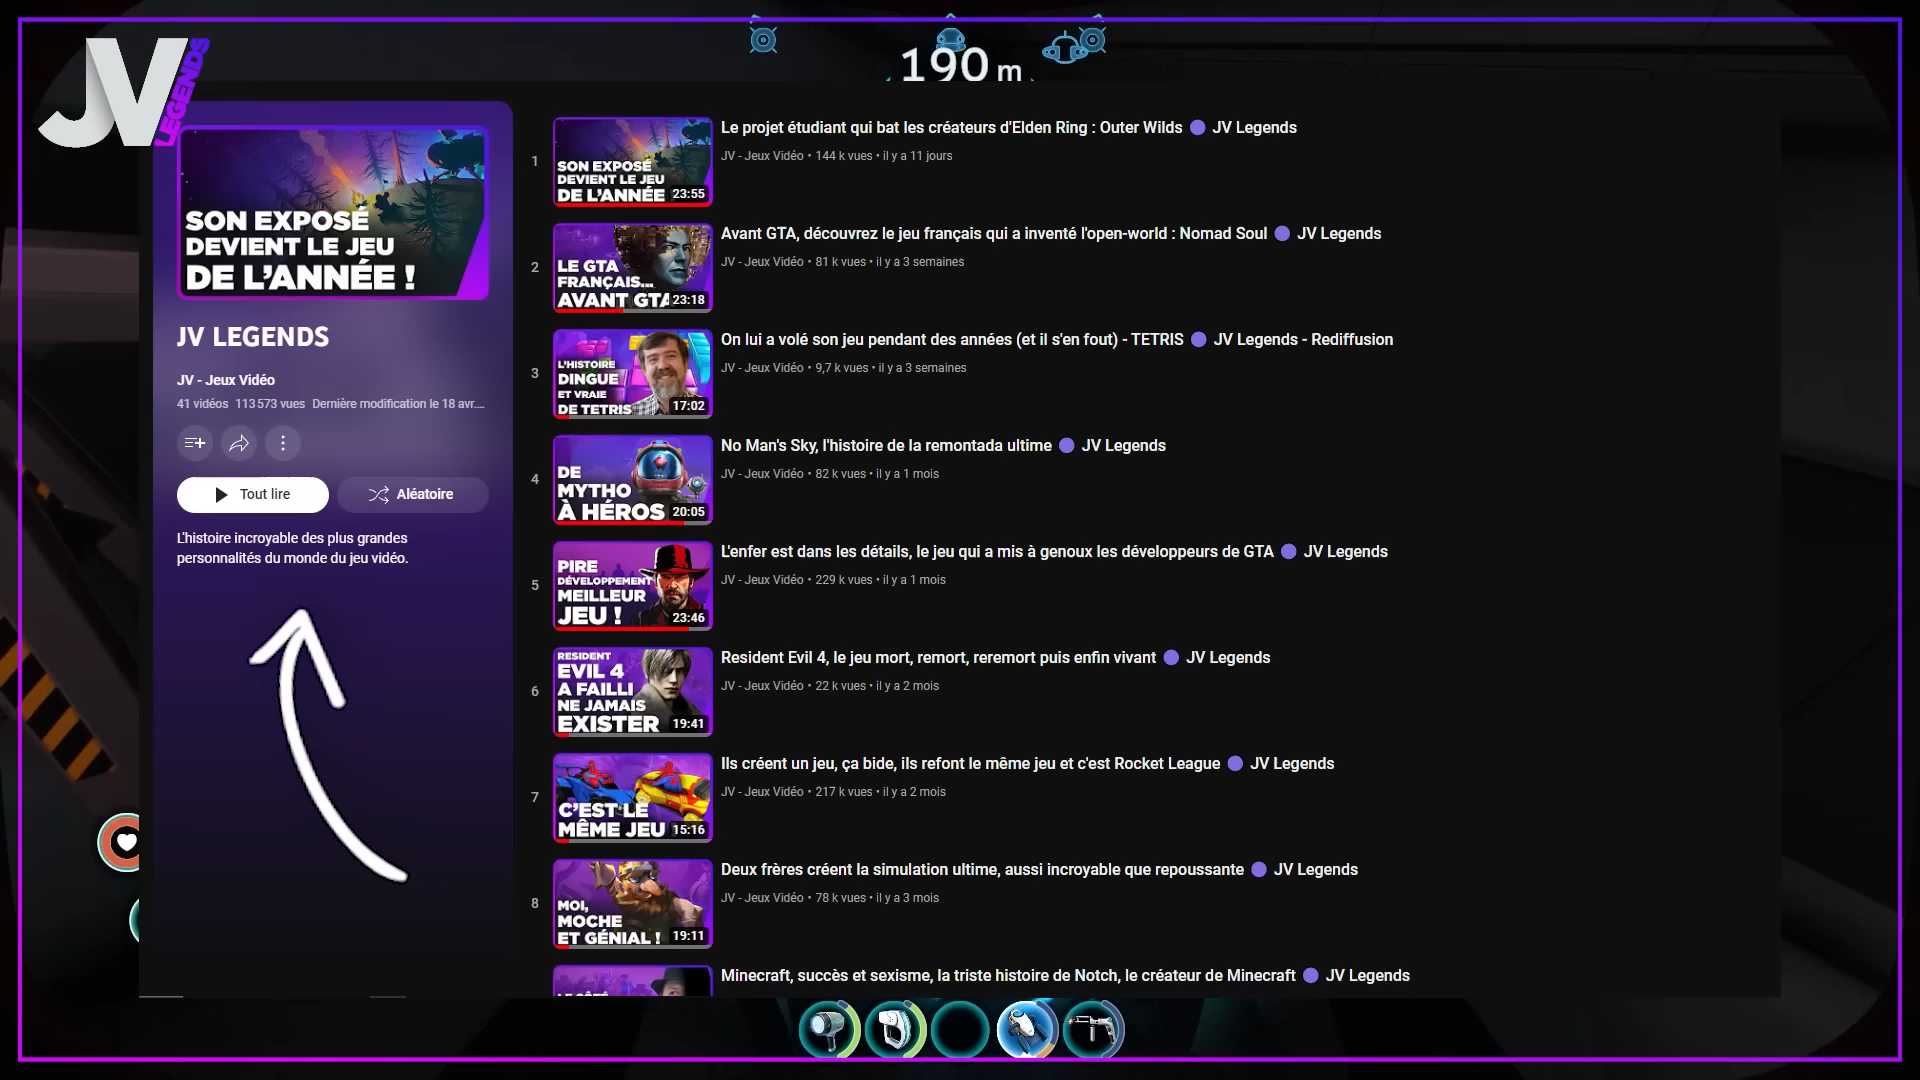 190 m
JV LEGENDS
SON EXPOSÉ
DEVIENT LE JEU
DE L'ANNÉE !
JV LEGENDS
JV - Jeux Vidéo
41 vidéos 113 573 vues Dernière modification le 18 avr....
Tout lire
Aléatoire
L'histoire incroyable des plus grandes
personnalités du monde du jeu vidéo.
1
SON EXPOSÉ
DEVIENT LE JEU
DE L'ANNÉE
23:55
Le projet étudiant qui bat les créateurs d'Elden Ring : Outer Wilds JV Legends
JV - Jeux Vidéo • 144 k vues • il y a 11 jours
2
LE GTA
FRANÇAIS...
AVANT GTA
23:18
Avant GTA, découvrez le jeu français qui a inventé l'open-world : Nomad Soul JV Legends
JV - Jeux Vidéo • 81 k vues • il y a 3 semaines
3
L'HISTOIRE
DINGUE
ET VRAIE
DE TETRIS
17:02
On lui a volé son jeu pendant des années (et il s'en fout) - TETRIS JV Legends - Rediffusion
JV - Jeux Vidéo • 9,7 k vues • il y a 3 semaines
4
DE
MYTHO
À HÉROS
20:05
No Man's Sky, l'histoire de la remontada ultime JV Legends
JV - Jeux Vidéo • 82 k vues • il y a 1 mois
5
PIRE
DÉVELOPPEMENT
MEILLEUR
JEU !
23:46
L'enfer est dans les détails, le jeu qui a mis à genoux les développeurs de GTA JV Legends
JV - Jeux Vidéo • 229 k vues • il y a 1 mois
6
RESIDENT
EVIL 4
A FAILLI
NE JAMAIS
EXISTER
19:41
Resident Evil 4, le jeu mort, remort, reremort puis enfin vivant JV Legends
JV - Jeux Vidéo • 22 k vues • il y a 2 mois
7
C'EST LE
MÊME JEU
15:16
Ils créent un jeu, ça bide, ils refont le même jeu et c'est Rocket League JV Legends
JV - Jeux Vidéo • 217 k vues • il y a 2 mois
8
MOI,
MOCHE
ET GÉNIAL !
19:11
Deux frères créent la simulation ultime, aussi incroyable que repoussante JV Legends
JV - Jeux Vidéo • 78 k vues • il y a 3 mois
Minecraft, succès et sexisme, la triste histoire de Notch, le créateur de Minecraft JV Legends